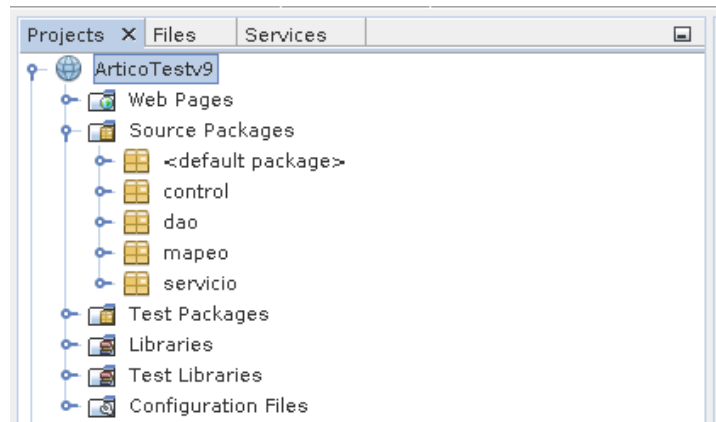 Projects Files Services
ArticoTestv9
Web Pages
Source Packages
<default package>
control
dao
mapeo
servicio
Test Packages
Libraries
Test Libraries
Configuration Files